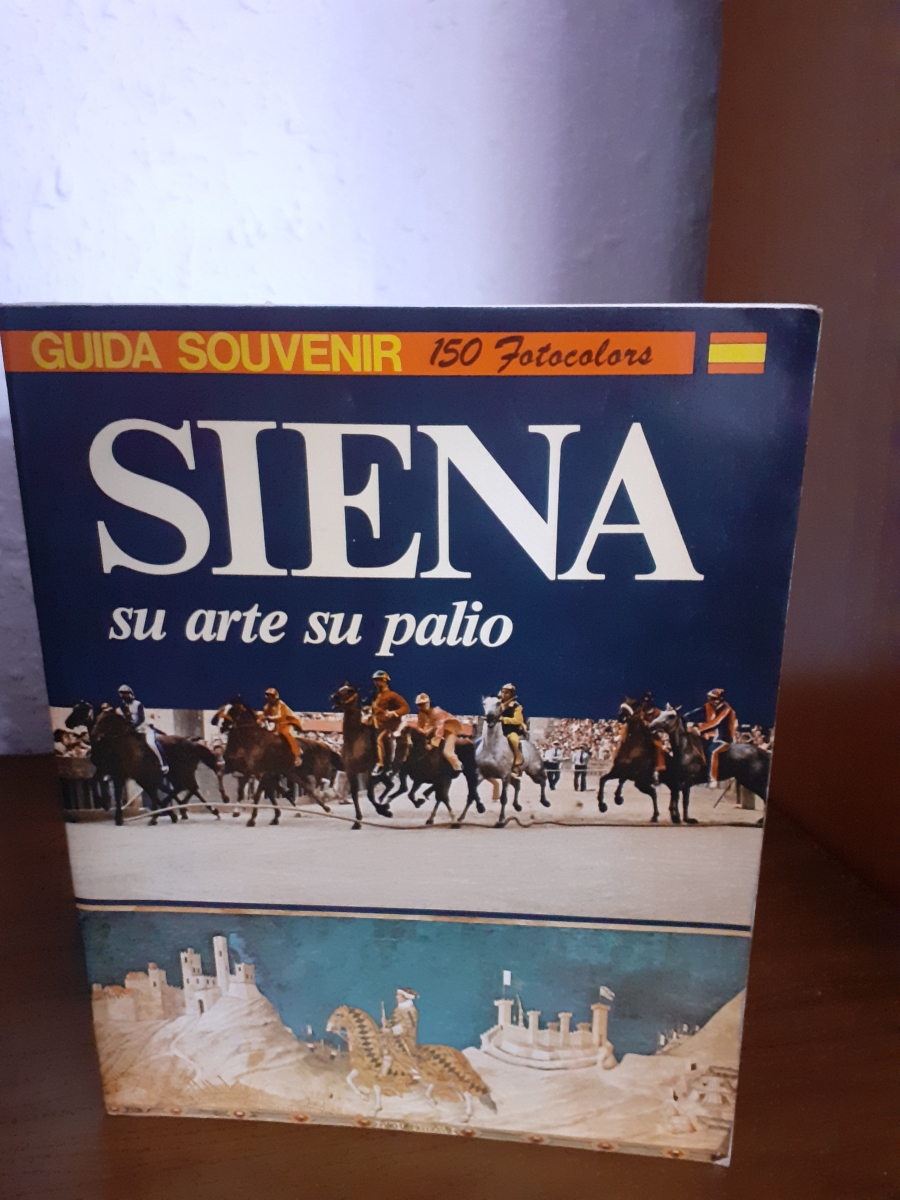 GUIDA SOUVENIR 150 Fotocolors
SIENA
su arte su palio